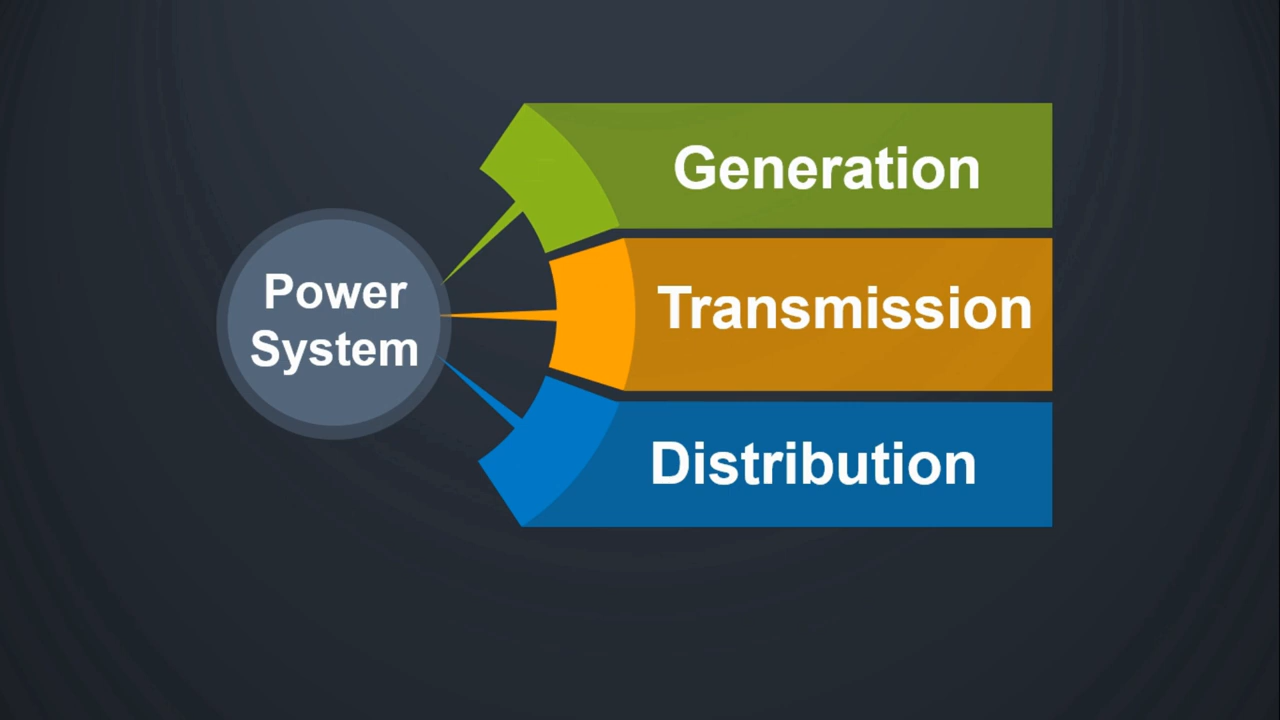 Power
System
Generation
Transmission
Distribution